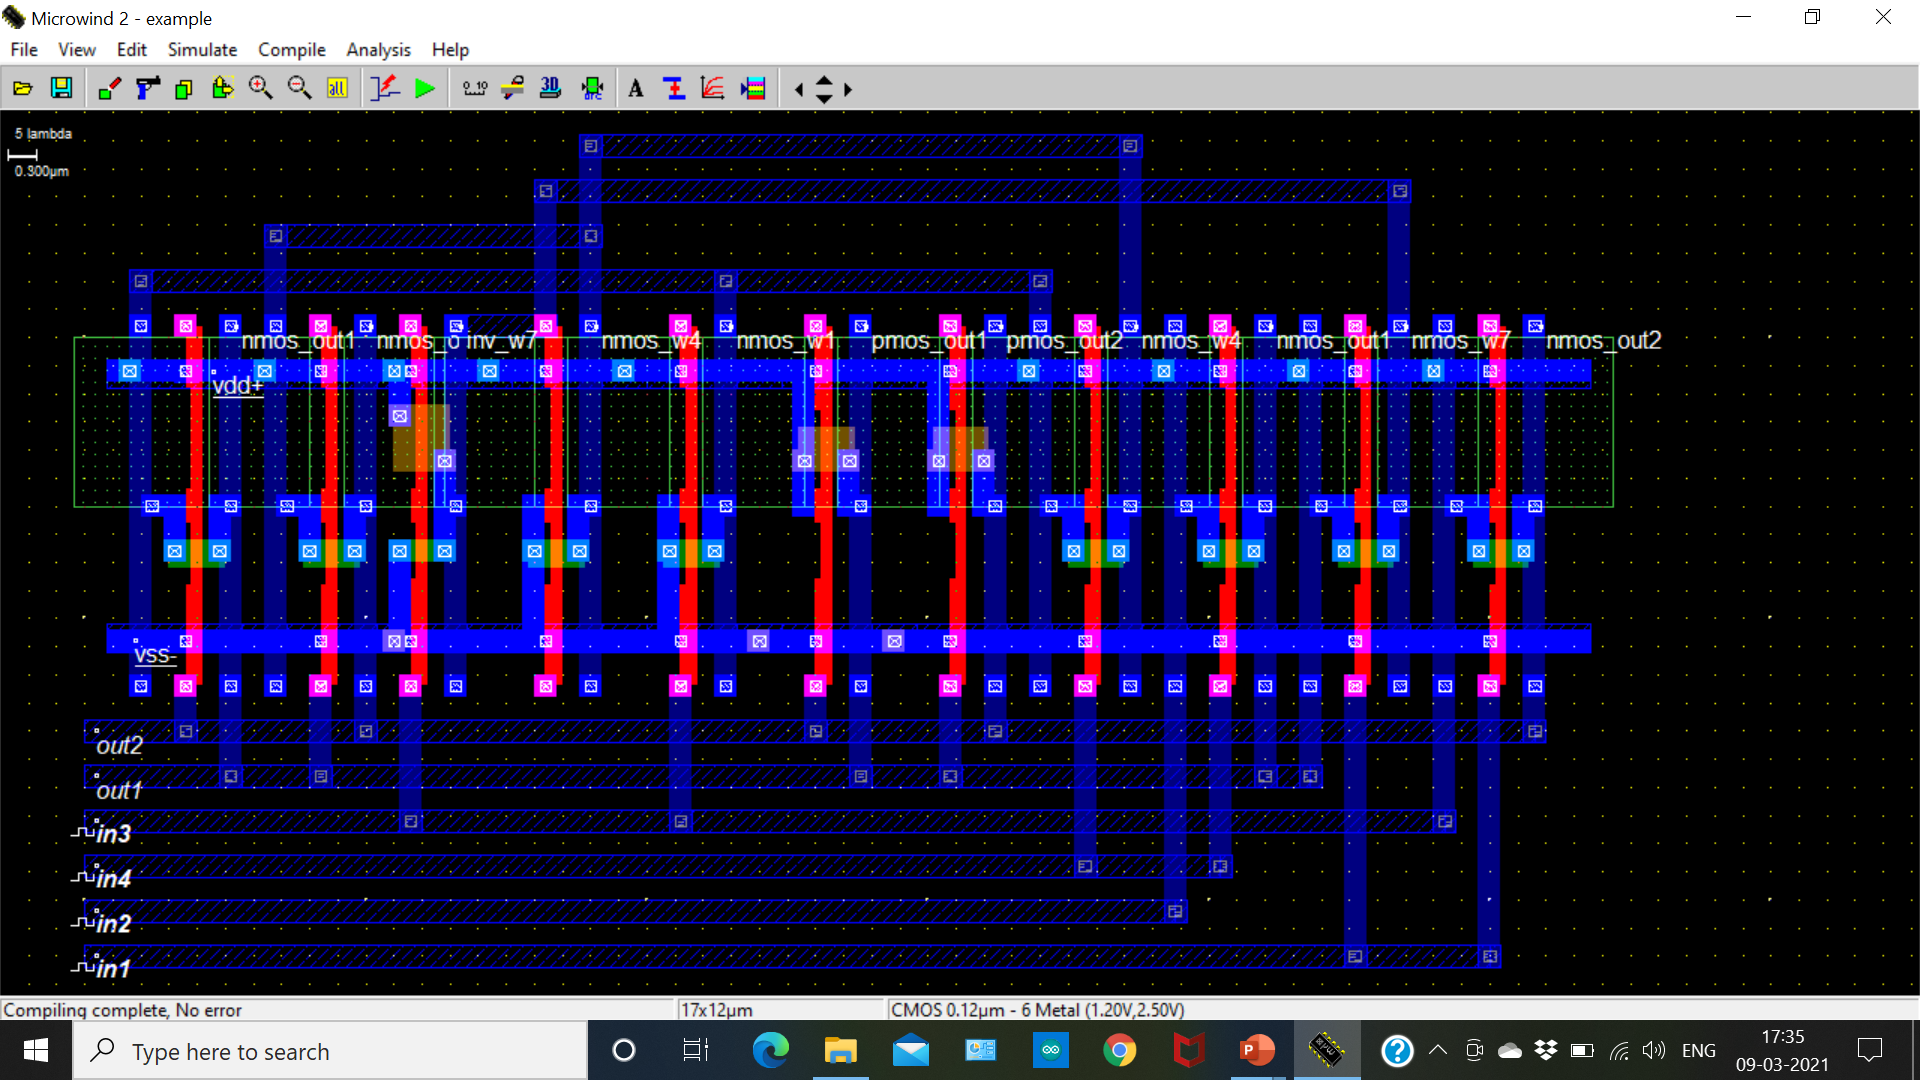 Microwind 2 - example
File View Edit Simulate Compile Analysis Help
5 lambda
0.300µm
nmos_out1 nmos_o inv_w7 nmos_w4 nmos_w1 pmos_out1 pmos_out2 nmos_w4 nmos_out1 nmos_w7 nmos_out2
vdd+
vss-
out2
out1
in3
in4
in2
in1
Compiling complete, No error 17x12µm CMOS 0.12µm - 6 Metal (1.20V,2.50V)
Type here to search
ENG
17:35
09-03-2021